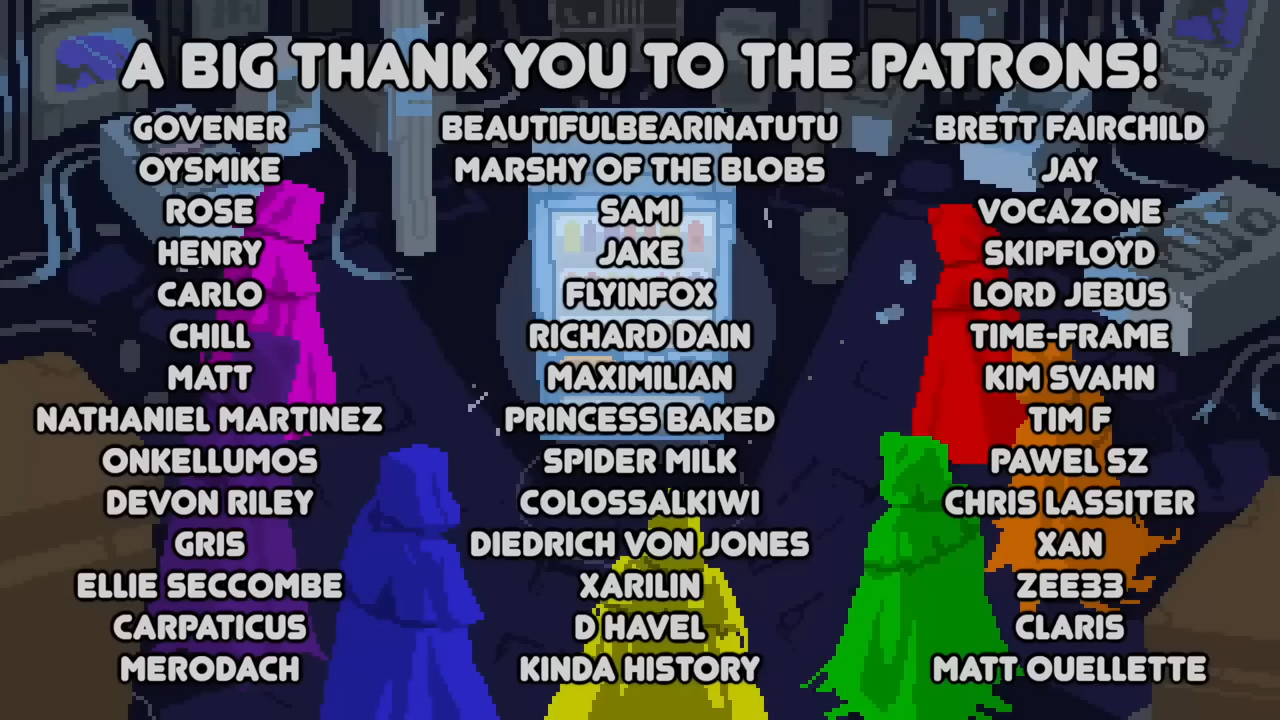 A BIG THANK YOU TO THE PATRONS!
GOVENER
OYSMIKE
ROSE
HENRY
CARLO
CHILL
MATT
NATHANIEL MARTINEZ
ONKELLUMOS
DEVON RILEY
GRIS
ELLIE SECCOMBE
CARPATICUS
MERODACH
BEAUTIFULBEARINATUTU
MARSHY OF THE BLOBS
SAMI
JAKE
FLYINFOX
RICHARD DAIN
MAXIMILIAN
PRINCESS BAKED
SPIDER MILK
COLOSSALKIWI
DIEDRICH VON JONES
XARILIN
D HAVEL
KINDA HISTORY
BRETT FAIRCHILD
JAY
VOCAZONE
SKIPFLOYD
LORD JEBUS
TIME-FRAME
KIM SVAHN
TIM F
PAWEL SZ
CHRIS LASSITER
XAN
ZEE33
CLARIS
MATT OUELLETTE